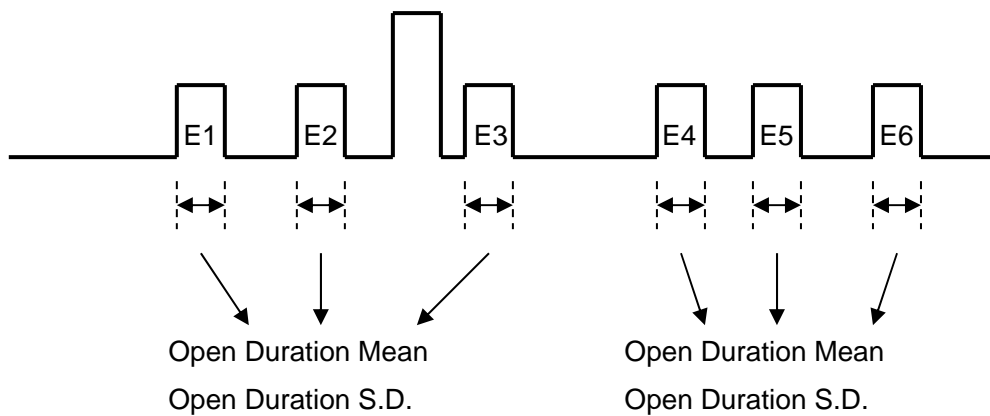 E1 E2 E3 E4 E5 E6
Open Duration Mean Open Duration Mean
Open Duration S.D. Open Duration S.D.